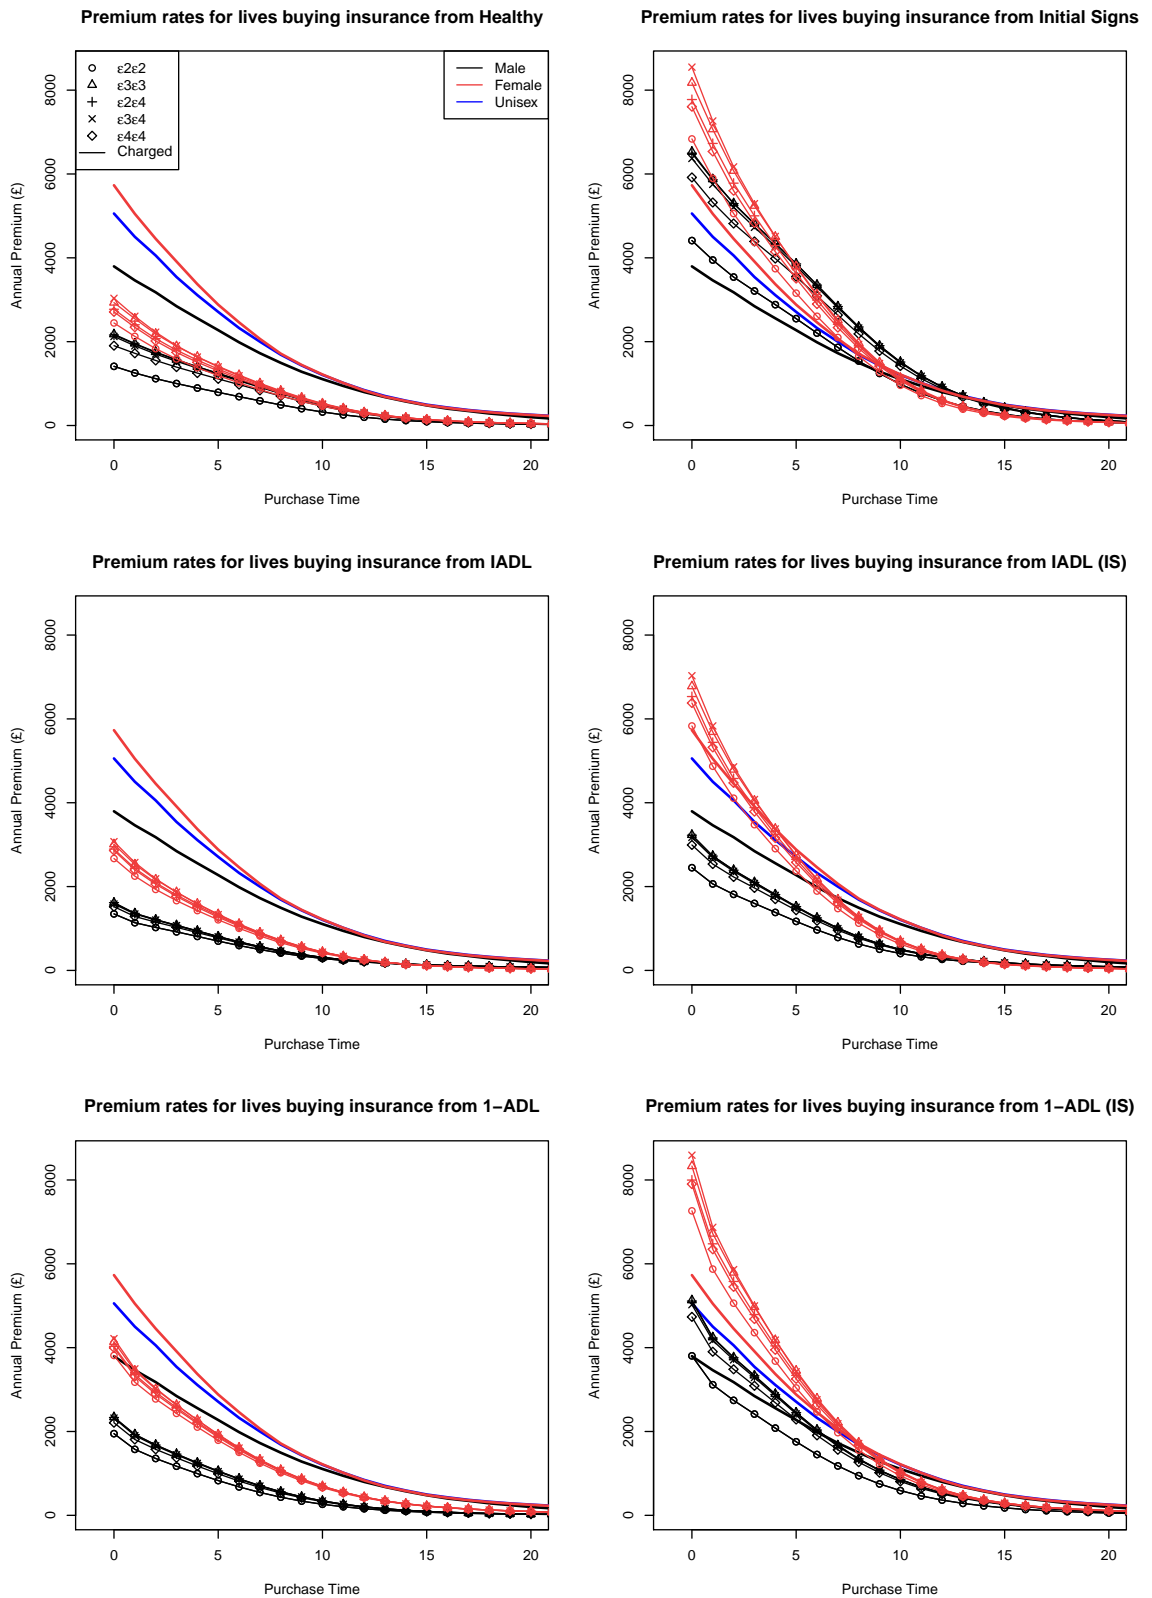 Premium rates for lives buying insurance from Healthy
Annual Premium (£)
8000
6000
4000
2000
0
ε2ε2
ε3ε3
ε2ε4
ε3ε4
ε4ε4
Charged
Male
Female
Unisex
0 5 10 15 20
Purchase Time
Premium rates for lives buying insurance from Initial Signs
Annual Premium (£)
8000
6000
4000
2000
0
0 5 10 15 20
Purchase Time
Premium rates for lives buying insurance from IADL
Annual Premium (£)
8000
6000
4000
2000
0
0 5 10 15 20
Purchase Time
Premium rates for lives buying insurance from IADL (IS)
Annual Premium (£)
8000
6000
4000
2000
0
0 5 10 15 20
Purchase Time
Premium rates for lives buying insurance from 1−ADL
Annual Premium (£)
8000
6000
4000
2000
0
0 5 10 15 20
Purchase Time
Premium rates for lives buying insurance from 1−ADL (IS)
Annual Premium (£)
8000
6000
4000
2000
0
0 5 10 15 20
Purchase Time